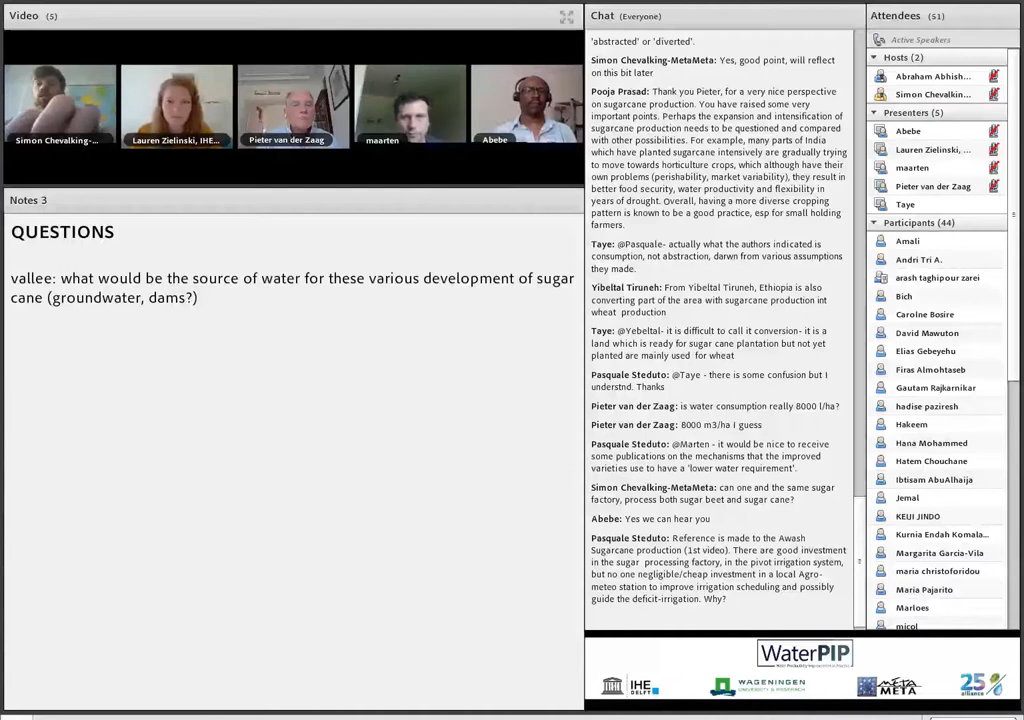 Video (5)
Simon Chevalking-...
Lauren Zielinski, IHE...
Pieter van der Zaag
maarten
Abebe
Notes 3
QUESTIONS
vallee: what would be the source of water for these various development of sugar
cane (groundwater, dams?)
Chat (Everyone)
'abstracted' or 'diverted'.
Simon Chevalking-MetaMeta: Yes, good point, will reflect
on this bit later
Pooja Prasad: Thank you Pieter, for a very nice perspective
on sugarcane production. You have raised some very
important points. Perhaps the expansion and intensification of
sugarcane production needs to be questioned and compared
with other possibilities. For example, many parts of India
which have planted sugarcane intensively are gradually trying
to move towards horticulture crops, which although have their
own problems (perishability, market variability), they result in
better food security, water productivity and flexibility in
years of drought. Overall, having a more diverse cropping
pattern is known to be a good practice, esp for small holding
farmers.
Taye: @Pasquale- actually what the authors indicated is
consumption, not abstraction, darwn from various assumptions
they made.
Yibeltal Tiruneh: From Yibeltal Tiruneh, Ethiopia is also
converting part of the area with sugarcane production int
wheat production
Taye: @Yebeltal- it is difficult to call it conversion- it is a
land which is ready for sugar cane plantation but not yet
planted are mainly used for wheat
Pasquale Steduto: @Taye - there is some confusion but I
understnd. Thanks
Pieter van der Zaag: is water consumption really 8000 l/ha?
Pieter van der Zaag: 8000 m3/ha I guess
Pasquale Steduto: @Marten - it would be nice to receive
some publications on the mechanisms that the improved
varieties use to have a 'lower water requirement'.
Simon Chevalking-MetaMeta: can one and the same sugar
factory, process both sugar beet and sugar cane?
Abebe: Yes we can hear you
Pasquale Steduto: Reference is made to the Awash
Sugarcane production (1st video). There are good investment
in the sugar processing factory, in the pivot irrigation system,
but no one negligible/cheap investment in a local Agro-
meteo station to improve irrigation scheduling and possibly
guide the deficit-irrigation. Why?
Attendees (51)
Active Speakers
Hosts (2)
Abraham Abhish...
Simon Chevalkin...
Presenters (5)
Abebe
Lauren Zielinski, ...
maarten
Pieter van der Zaag
Taye
Participants (44)
Amali
Andri Tri A.
arash taghipour zarei
Bich
Carolne Bosire
David Mawuton
Elias Gebeyehu
Firas Almohtaseb
Gautam Rajkarnikar
hadise paziresh
Hakeem
Hana Mohammed
Hatem Chouchane
Ibtisam AbuAlhaija
Jemal
KEIJI JINDO
Kurnia Endah Komala...
Margarita Garcia-Vila
maria christoforidou
Maria Pajarito
Marloes
micol
WaterPIP
IHE
DELFT
WAGENINGEN
UNIVERSITY & RESEARCH
META
META
25
alliance